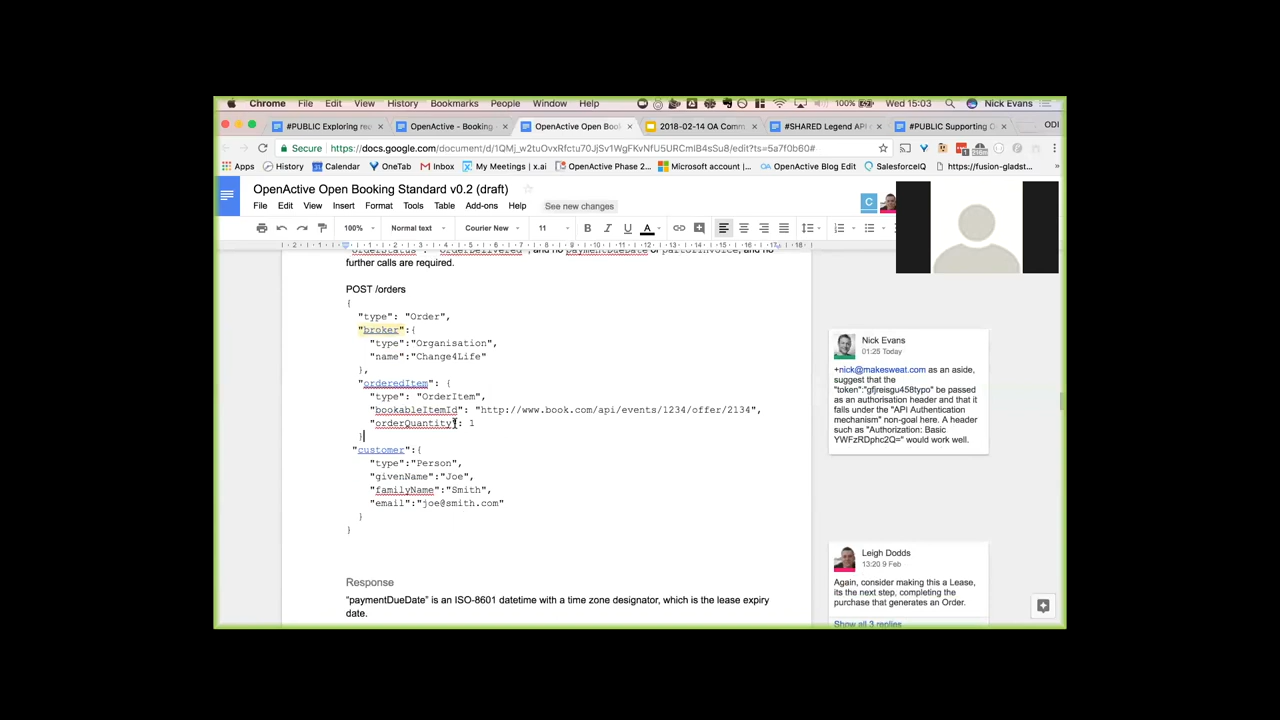 Chrome File Edit View History Bookmarks People Window Help 100% Wed 15:03 Nick Evans
#PUBLIC Exploring rec OpenActive - Booking OpenActive Open Boo 2018-02-14 OA Comm #SHARED Legend API #PUBLIC Supporting O ODI
Secure https://docs.google.com/document/d/
Apps History Calendar OneTab Inbox My Meetings | x.ai OpenActive Phase 2... Microsoft account |... OpenActive Blog Edit SalesforceIQ https://fusion-gladst...
OpenActive Open Booking Standard v0.2 (draft)
File Edit View Insert Format Tools Table Add-ons Help See new changes
100% Normal text Courier New 11 B I U A
further calls are required.
POST /orders
{
"type": "Order",
"broker":{
"type":"Organisation",
"name":"Change4Life"
},
"orderedItem": {
"type": "OrderItem",
"bookableItemId": "http://www.book.com/api/events/1234/offer/2134",
"orderQuantity": 1
}
"customer":{
"type":"Person",
"givenName":"Joe",
"familyName":"Smith",
"email":"joe@smith.com"
}
}
Response
“paymentDueDate” is an ISO-8601 datetime with a time zone designator, which is the lease expiry
date.
C
Nick Evans
01:25 Today
+nick@makesweat.com as an aside,
suggest that the
"token":"gfjreisgu458typo" be passed
as an authorisation header and that it
falls under the "API Authentication
mechanism" non-goal here. A header
such as "Authorization: Basic
YWFzRDphc2Q=" would work well.
Leigh Dodds
13:20 9 Feb
Again, consider making this a Lease,
its the next step, completing the
purchase that generates an Order.
Show all 3 replies